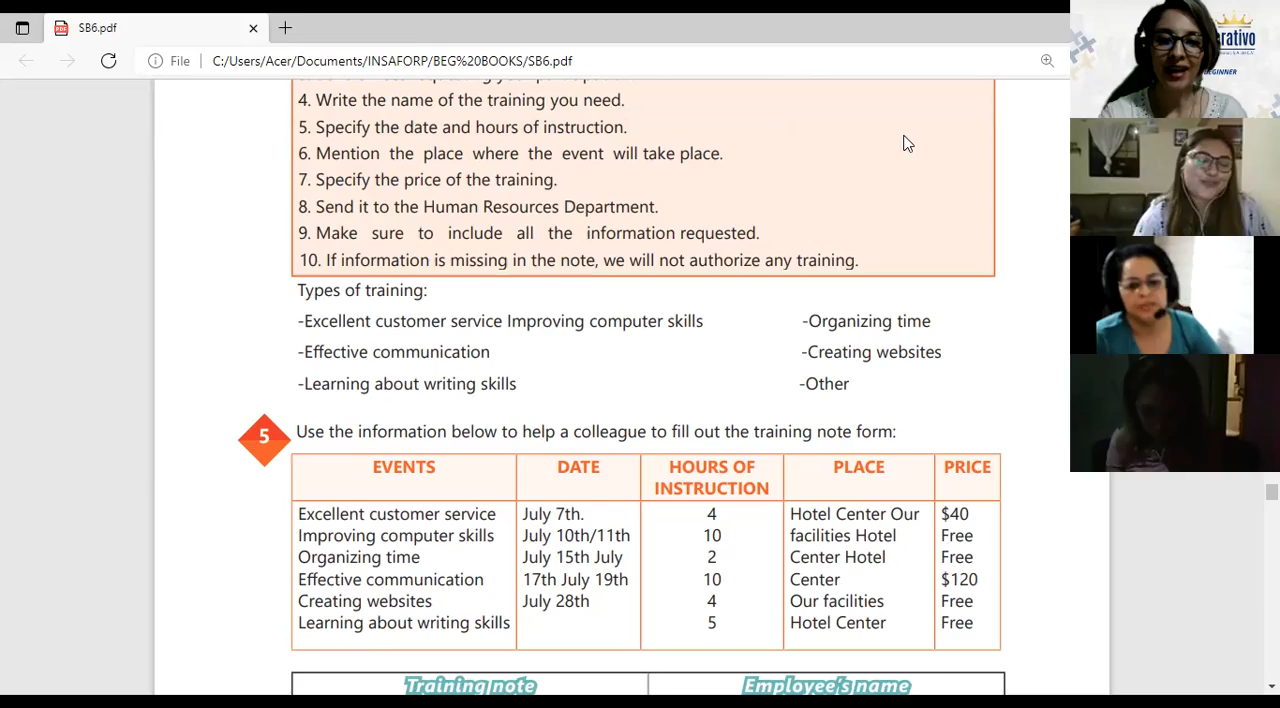 SB6.pdf
File C:/Users/Acer/Documents/INSAFORP/BEG%20BOOKS/SB6.pdf
4. Write the name of the training you need.
5. Specify the date and hours of instruction.
6. Mention the place where the event will take place.
7. Specify the price of the training.
8. Send it to the Human Resources Department.
9. Make sure to include all the information requested.
10. If information is missing in the note, we will not authorize any training.
Types of training:
-Excellent customer service Improving computer skills -Organizing time
-Effective communication -Creating websites
-Learning about writing skills -Other
5 Use the information below to help a colleague to fill out the training note form:
EVENTS DATE HOURS OF INSTRUCTION PLACE PRICE
Excellent customer service July 7th. 4 Hotel Center Our $40
Improving computer skills July 10th/11th 10 facilities Hotel Free
Organizing time July 15th July 2 Center Hotel Free
Effective communication 17th July 19th 10 Center $120
Creating websites July 28th 4 Our facilities Free
Learning about writing skills 5 Hotel Center Free
Training note Employee's name
BEGINNER